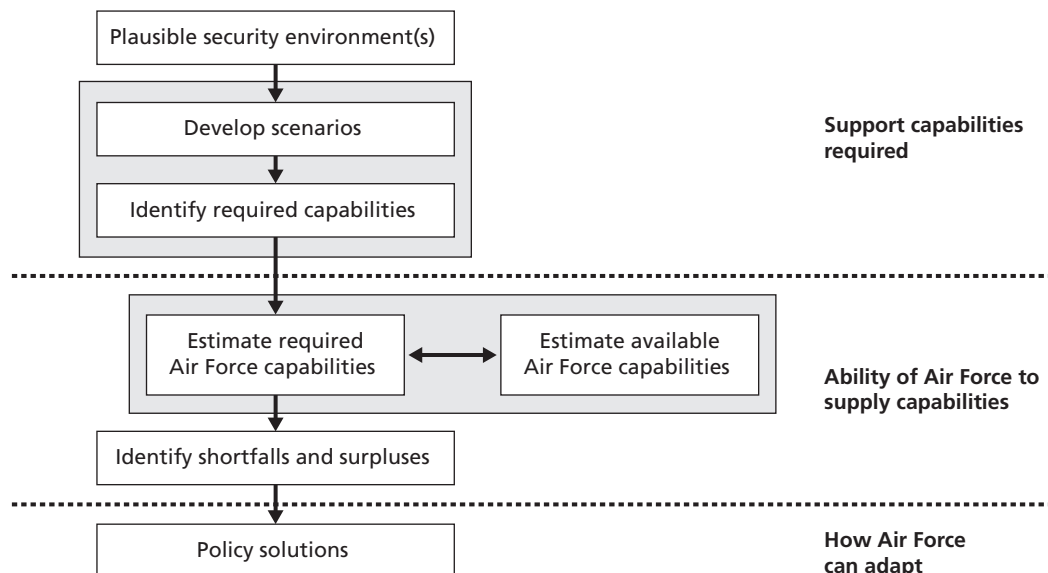 Plausible security environment(s)
Develop scenarios
Support capabilities
required
Identify required capabilities
Estimate required
Air Force capabilities
Estimate available
Air Force capabilities
Ability of Air Force to
supply capabilities
Identify shortfalls and surpluses
Policy solutions
How Air Force
can adapt